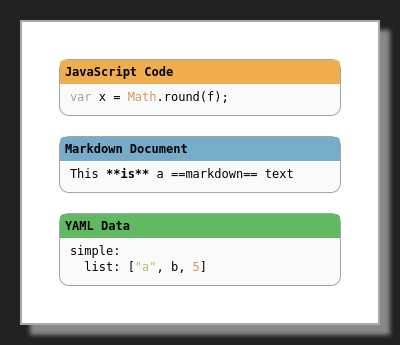 JavaScript Code
var x = Math.round(f);
Markdown Document
This **is** a ==markdown== text
YAML Data
simple:
  list: ["a", b, 5]